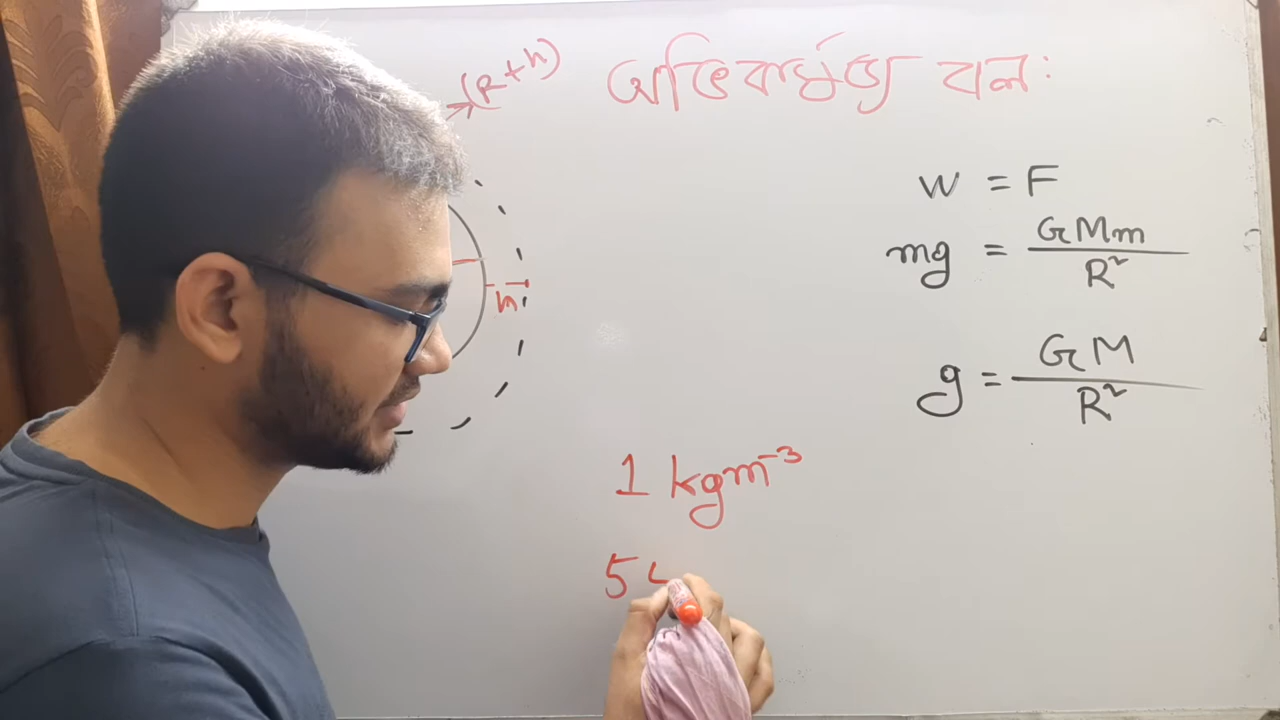 অভিকর্ষজ বল:
(R+h)
h
W = F
mg = GMm / R²
g = GM / R²
1 kgm⁻³
5